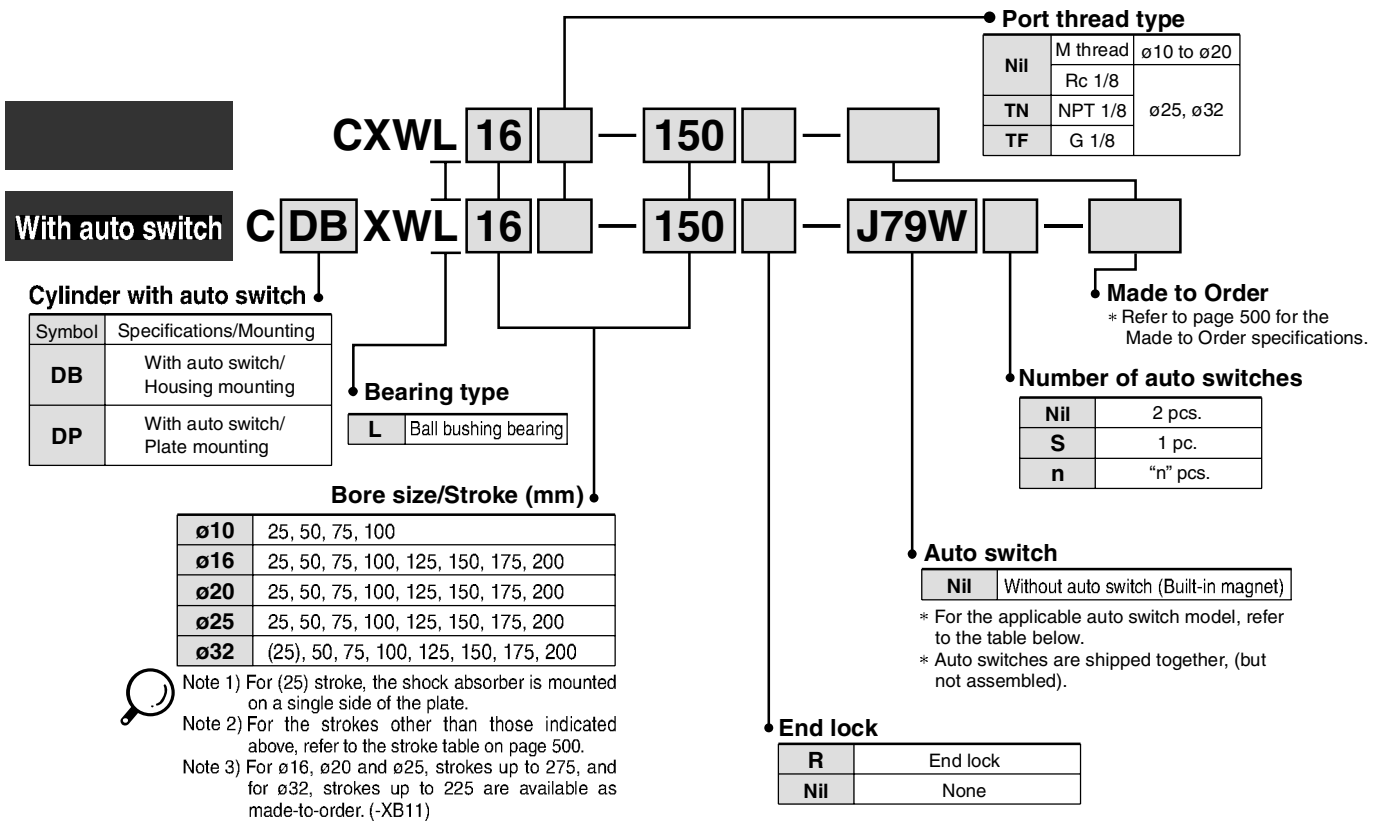 Port thread type
Nil M thread ø10 to ø20
Rc 1/8 ø25, ø32
TN NPT 1/8
TF G 1/8
CXWL 16 — 150 —
With auto switch C DB XWL 16 — 150 — J79W —
Cylinder with auto switch
Symbol Specifications/Mounting
DB With auto switch/
Housing mounting
DP With auto switch/
Plate mounting
Bearing type
L Ball bushing bearing
Made to Order
* Refer to page 500 for the
Made to Order specifications.
Number of auto switches
Nil 2 pcs.
S 1 pc.
n “n” pcs.
Bore size/Stroke (mm)
ø10 25, 50, 75, 100
ø16 25, 50, 75, 100, 125, 150, 175, 200
ø20 25, 50, 75, 100, 125, 150, 175, 200
ø25 25, 50, 75, 100, 125, 150, 175, 200
ø32 (25), 50, 75, 100, 125, 150, 175, 200
Note 1) For (25) stroke, the shock absorber is mounted
on a single side of the plate.
Note 2) For the strokes other than those indicated
above, refer to the stroke table on page 500.
Note 3) For ø16, ø20 and ø25, strokes up to 275, and
for ø32, strokes up to 225 are available as
made-to-order. (-XB11)
Auto switch
Nil Without auto switch (Built-in magnet)
* For the applicable auto switch model, refer
to the table below.
* Auto switches are shipped together, (but
not assembled).
End lock
R End lock
Nil None